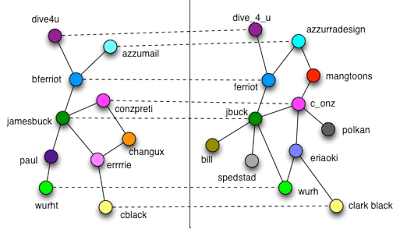 dive4u
azzumail
bferriot
conzpreti
jamesbuck
changux
paul
errrrie
wurht
cblack
dive_4_u
azzurradesign
mangtoons
ferriot
c_onz
jbuck
polkan
bill
eriaoki
spedstad
wurh
clark black